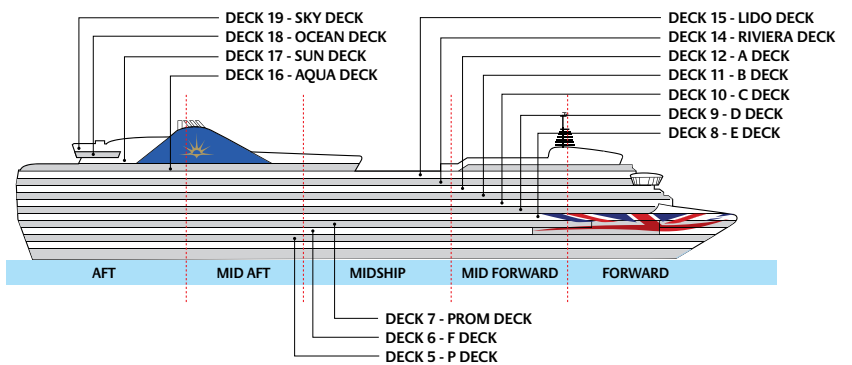 DECK 19 - SKY DECK
DECK 18 - OCEAN DECK
DECK 17 - SUN DECK
DECK 16 - AQUA DECK
DECK 15 - LIDO DECK
DECK 14 - RIVIERA DECK
DECK 12 - A DECK
DECK 11 - B DECK
DECK 10 - C DECK
DECK 9 - D DECK
DECK 8 - E DECK
AFT
MID AFT
MIDSHIP
MID FORWARD
FORWARD
DECK 7 - PROM DECK
DECK 6 - F DECK
DECK 5 - P DECK